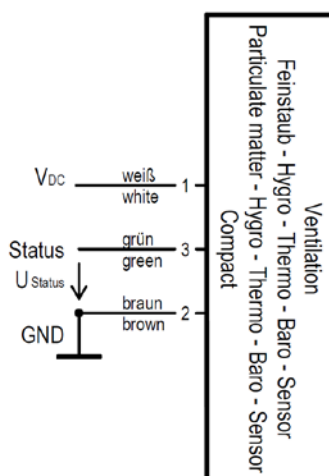 VDC
weiß
white
1
Status
grün
green
3
UStatus
braun
brown
2
GND
Ventilation
Feinstaub - Hygro - Thermo - Baro - Sensor
Particulate matter - Hygro - Thermo - Baro - Sensor
Compact